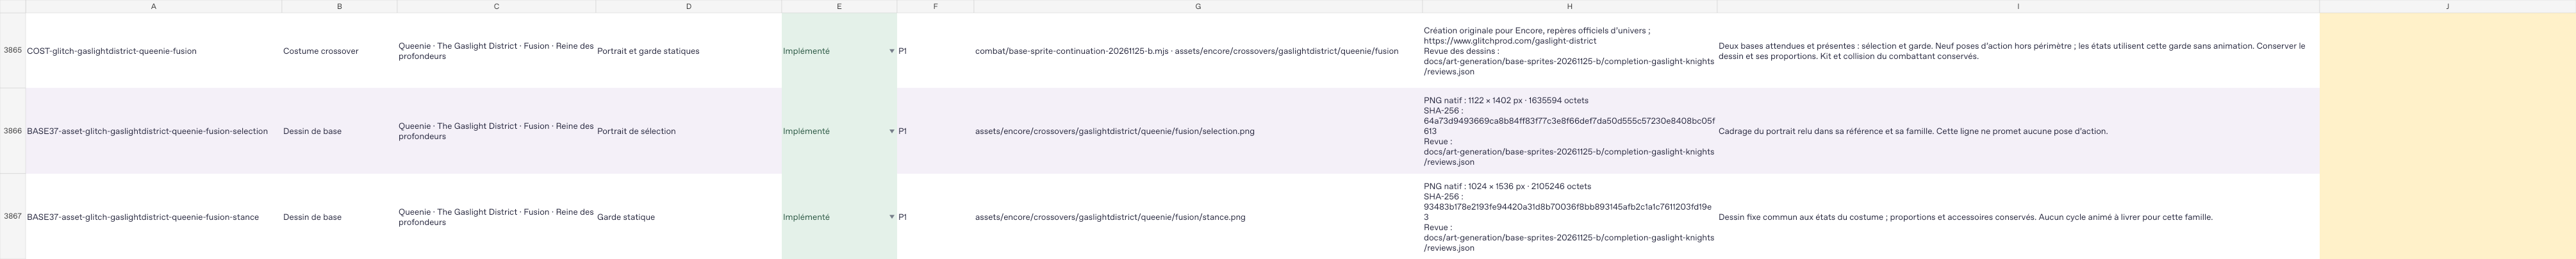 A B C D E F G H I J
3865 COST-glitch-gaslightdistrict-queenie-fusion
Costume crossover
Queenie · The Gaslight District · Fusion · Reine des
profondeurs
Portrait et garde statiques
Implémenté
P1
combat/base-sprite-continuation-20261125-b.mjs · assets/encore/crossovers/gaslightdistrict/queenie/fusion
Création originale pour Encore, repères officiels d'univers ;
https://www.glitchprod.com/gaslight-district
Revue des dessins :
docs/art-generation/base-sprites-20261125-b/completion-gaslight-knights
/reviews.json
Deux bases attendues et présentes : sélection et garde. Neuf poses d'action hors périmètre ; les états utilisent cette garde sans animation. Conserver le
dessin et ses proportions. Kit et collision du combattant conservés.
3866 BASE37-asset-glitch-gaslightdistrict-queenie-fusion-selection
Dessin de base
Queenie · The Gaslight District · Fusion · Reine des
profondeurs
Portrait de sélection
Implémenté
P1
assets/encore/crossovers/gaslightdistrict/queenie/fusion/selection.png
PNG natif : 1122 × 1402 px · 1635594 octets
SHA-256 :
64a73d9493669ca8b84ff83f77c3e8f66def7da50d555c57230e8408bc05f
613
Revue :
docs/art-generation/base-sprites-20261125-b/completion-gaslight-knights
/reviews.json
Cadrage du portrait relu dans sa référence et sa famille. Cette ligne ne promet aucune pose d'action.
3867 BASE37-asset-glitch-gaslightdistrict-queenie-fusion-stance
Dessin de base
Queenie · The Gaslight District · Fusion · Reine des
profondeurs
Garde statique
Implémenté
P1
assets/encore/crossovers/gaslightdistrict/queenie/fusion/stance.png
PNG natif : 1024 × 1536 px · 2105246 octets
SHA-256 :
93483b178e2193fe94420a31d8b70036f8bb893145afb2c1a1c7611203fd19e
3
Revue :
docs/art-generation/base-sprites-20261125-b/completion-gaslight-knights
/reviews.json
Dessin fixe commun aux états du costume ; proportions et accessoires conservés. Aucun cycle animé à livrer pour cette famille.